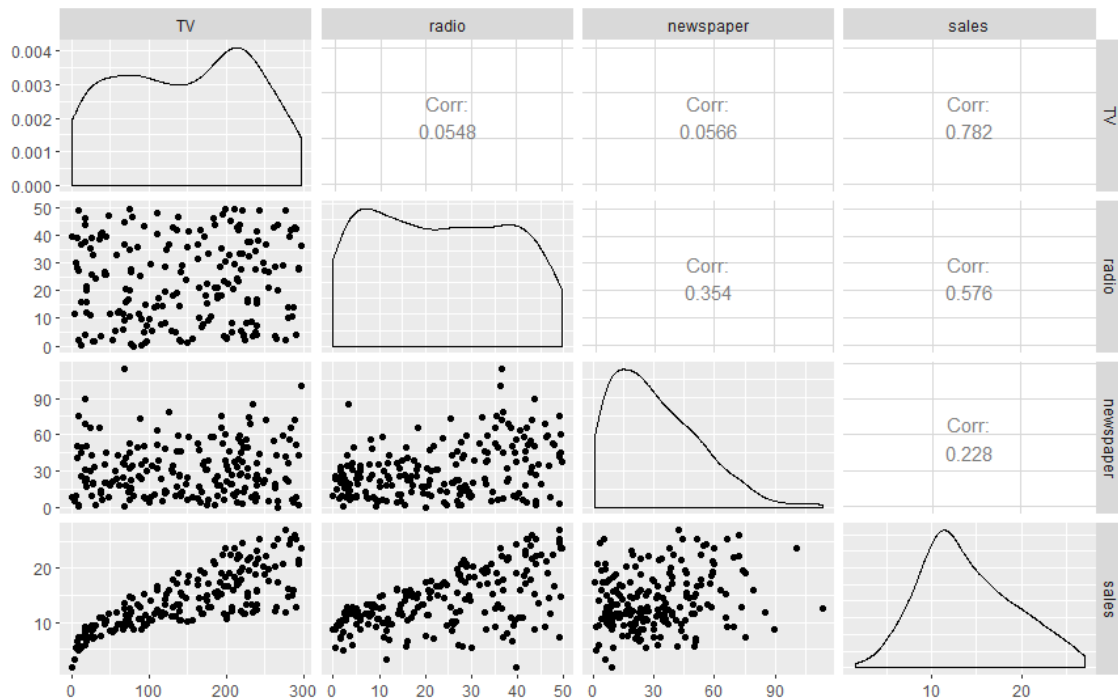 TV radio newspaper sales
0.004
0.003
0.002
0.001
0.000
Corr:
0.0548
Corr:
0.0566
Corr:
0.782
TV
50
40
30
20
10
0
Corr:
0.354
Corr:
0.576
radio
90
60
30
0
Corr:
0.228
newspaper
20
10
sales
0 100 200 300 0 10 20 30 40 50 0 30 60 90 10 20